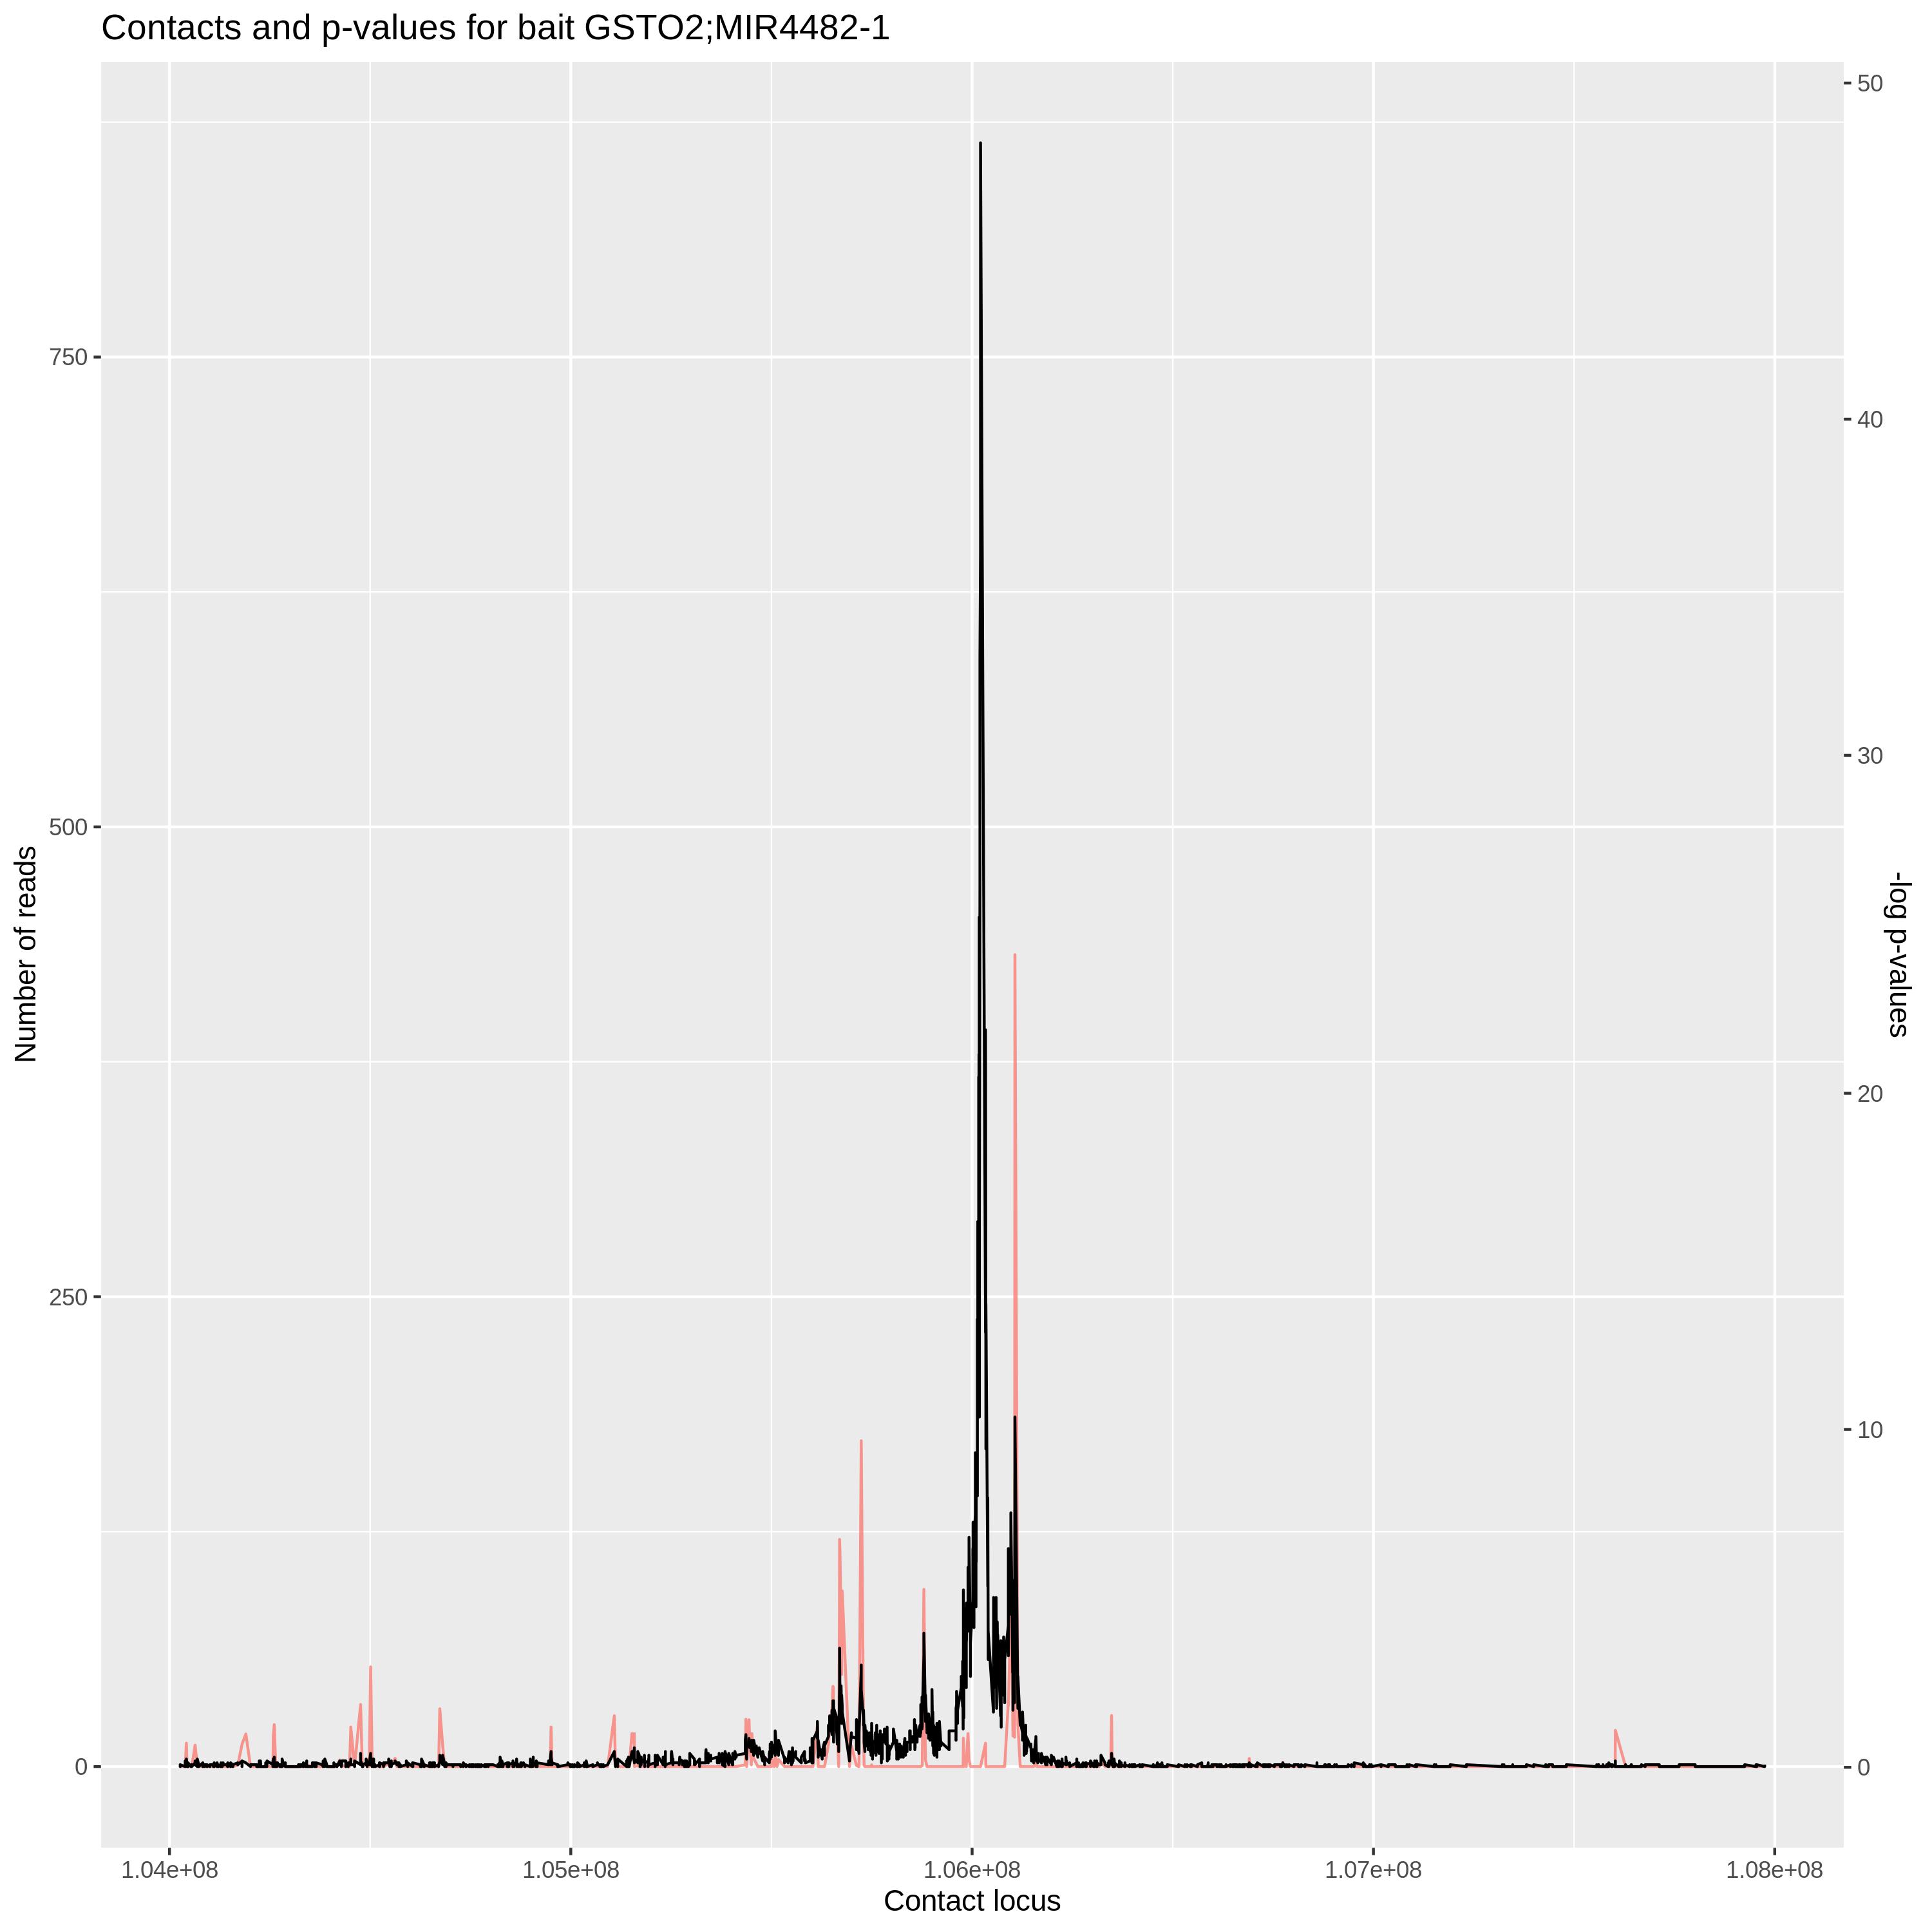 Contacts and p-values for bait GSTO2;MIR4482-1
50
750
40
30
500
Number of reads
-log p-values
20
250
10
0
0
1.04e+08
1.05e+08
1.06e+08
1.07e+08
1.08e+08
Contact locus